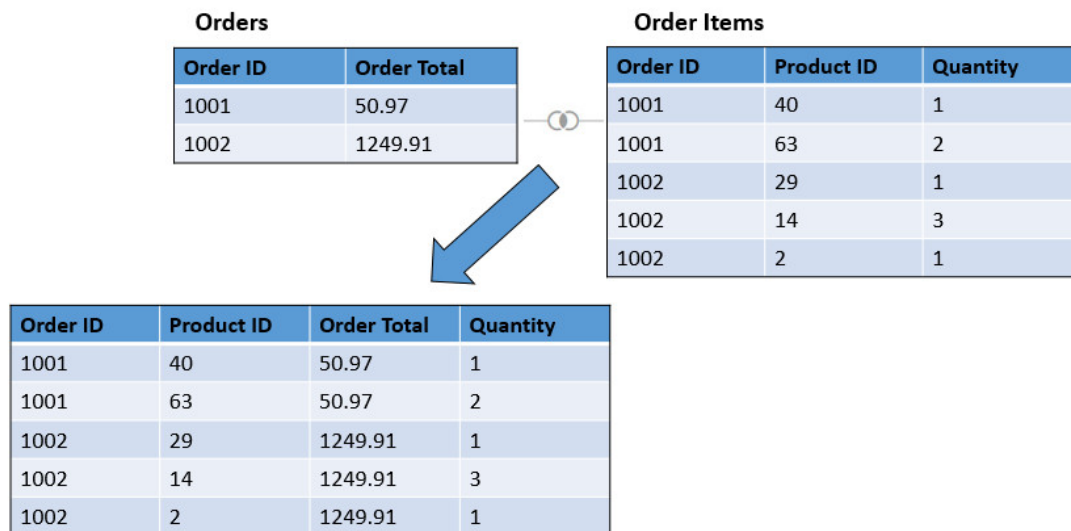 Orders
Order ID Order Total
1001 50.97
1002 1249.91
Order Items
Order ID Product ID Quantity
1001 40 1
1001 63 2
1002 29 1
1002 14 3
1002 2 1
Order ID Product ID Order Total Quantity
1001 40 50.97 1
1001 63 50.97 2
1002 29 1249.91 1
1002 14 1249.91 3
1002 2 1249.91 1